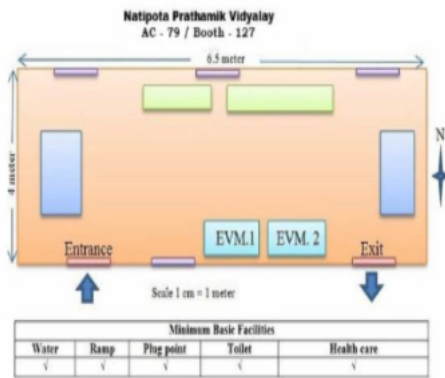 Natipota Prathamik Vidyalay
AC - 79 / Booth - 127
6.5 meter
4 meter
N
EVM.1 EVM. 2
Entrance Exit
Scale 1 cm = 1 meter
Minimum Basic Facilities
Water Ramp Plug point Toilet Health care
√ √ √ √ √